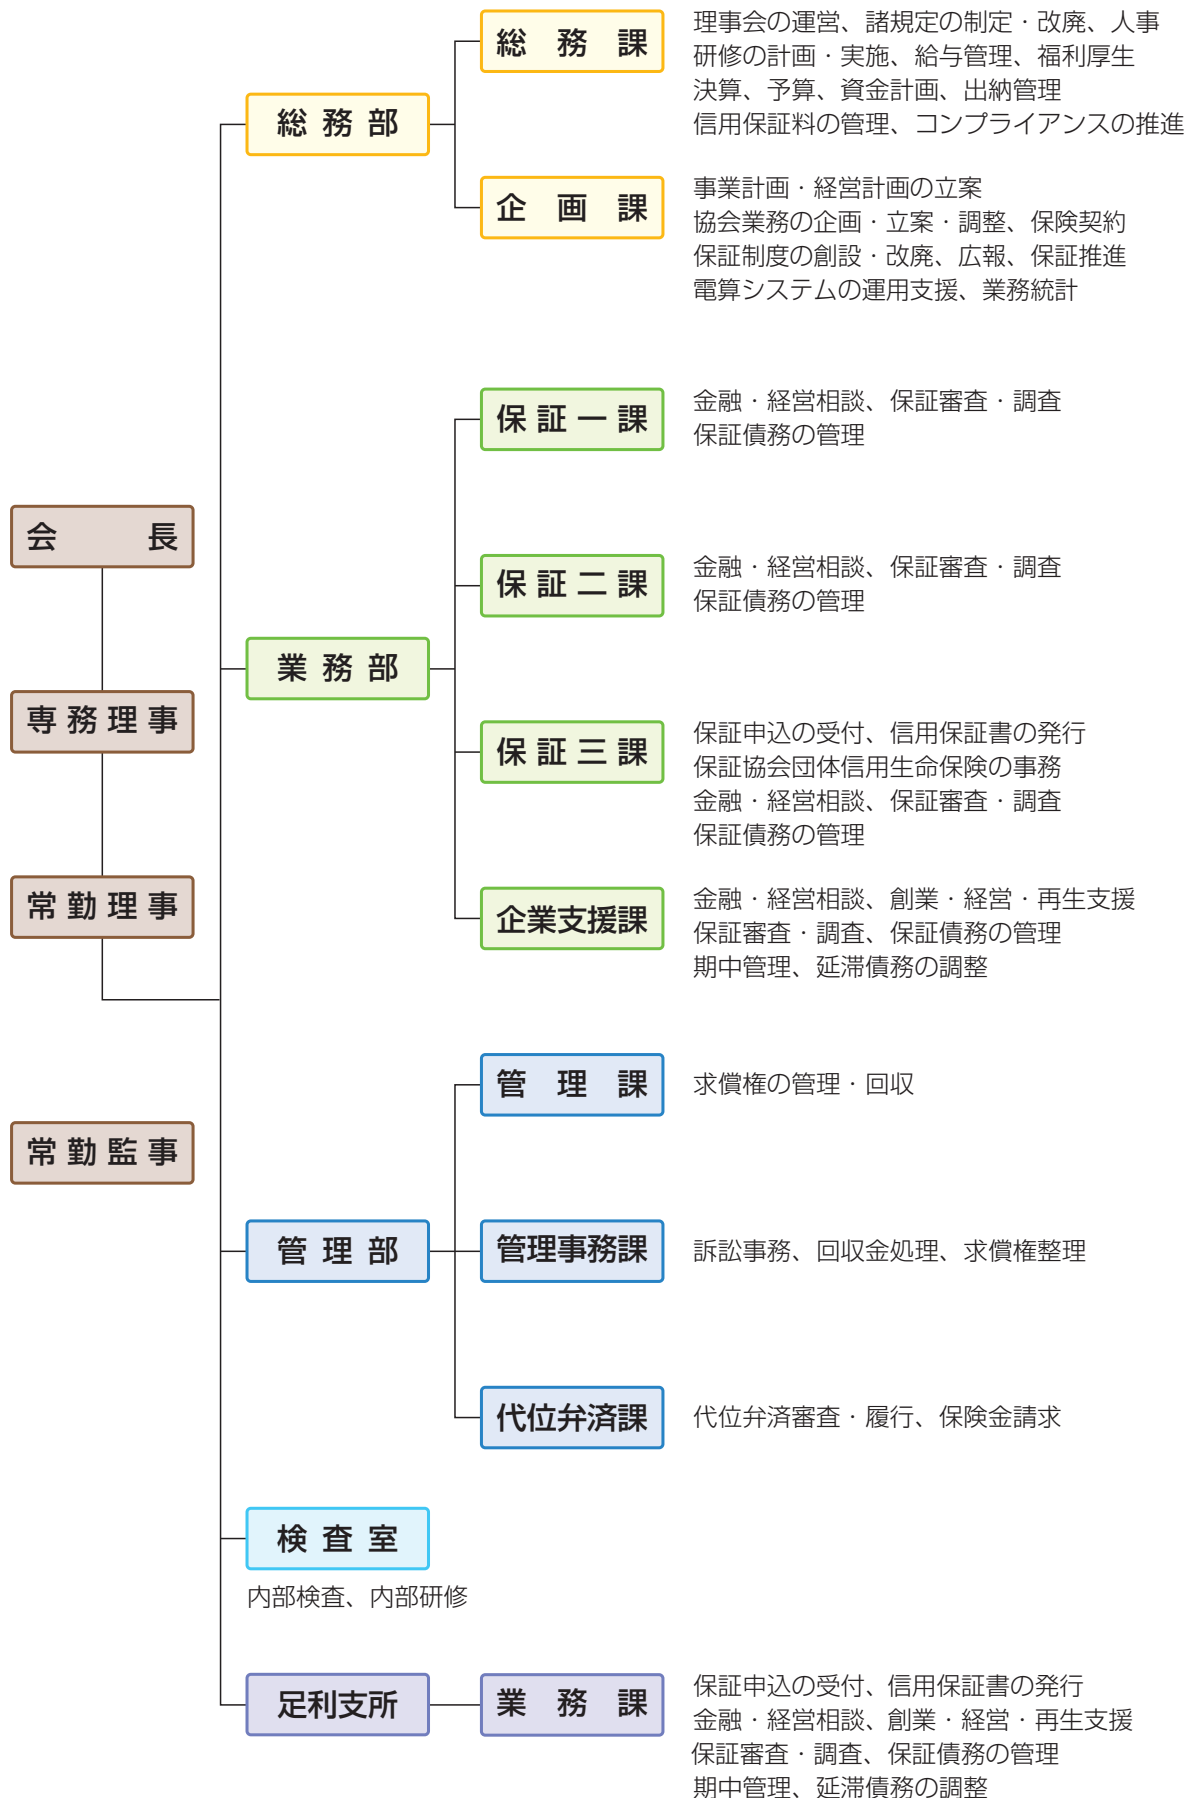 会長
専務理事
常勤理事
常勤監事
総務部
総務課
理事会の運営、諸規定の制定・改廃、人事
研修の計画・実施、給与管理、福利厚生
決算、予算、資金計画、出納管理
信用保証料の管理、コンプライアンスの推進
企画課
事業計画・経営計画の立案
協会業務の企画・立案・調整、保険契約
保証制度の創設・改廃、広報、保証推進
電算システムの運用支援、業務統計
業務部
保証一課
金融・経営相談、保証審査・調査
保証債務の管理
保証二課
金融・経営相談、保証審査・調査
保証債務の管理
保証三課
保証申込の受付、信用保証書の発行
保証協会団体信用生命保険の事務
金融・経営相談、保証審査・調査
保証債務の管理
企業支援課
金融・経営相談、創業・経営・再生支援
保証審査・調査、保証債務の管理
期中管理、延滞債務の調整
管理部
管理課
求償権の管理・回収
管理事務課
訴訟事務、回収金処理、求償権整理
代位弁済課
代位弁済審査・履行、保険金請求
検査室
内部検査、内部研修
足利支所
業務課
保証申込の受付、信用保証書の発行
金融・経営相談、創業・経営・再生支援
保証審査・調査、保証債務の管理
期中管理、延滞債務の調整